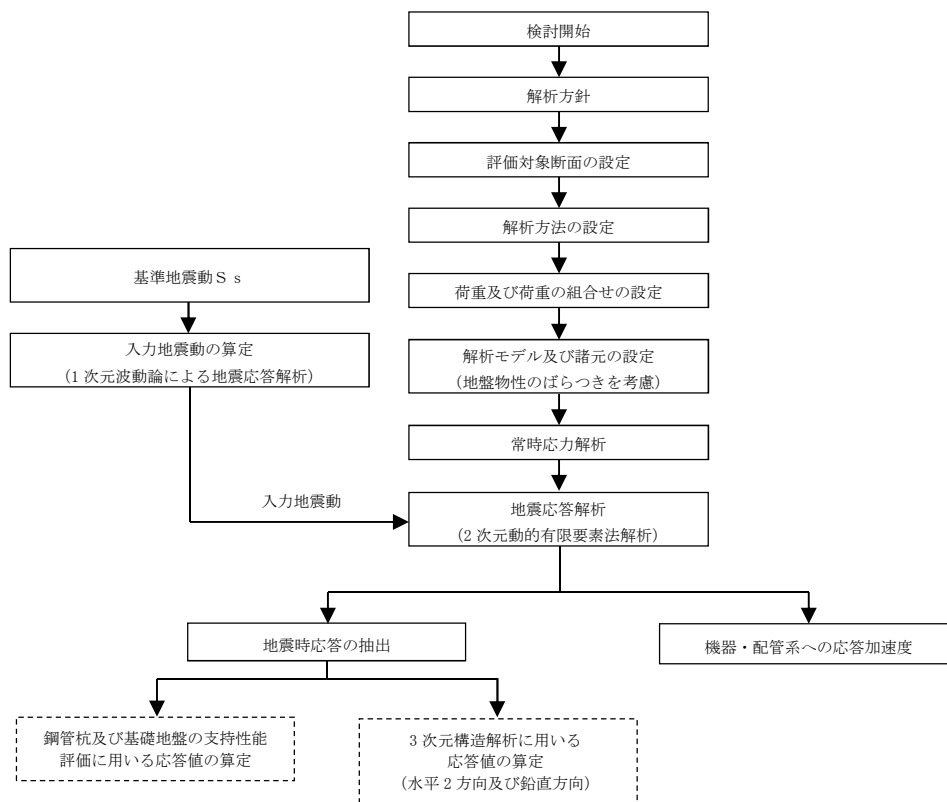 検討開始
解析方針
評価対象断面の設定
解析方法の設定
基準地震動Ｓｓ
荷重及び荷重の組合せの設定
入力地震動の算定
(１次元波動論による地震応答解析)
解析モデル及び諸元の設定
(地盤物性のばらつきを考慮)
常時応力解析
入力地震動
地震応答解析
(２次元動的有限要素法解析)
地震時応答の抽出
機器・配管系への応答加速度
鋼管杭及び基礎地盤の支持性能
評価に用いる応答値の算定
３次元構造解析に用いる
応答値の算定
(水平２方向及び鉛直方向)